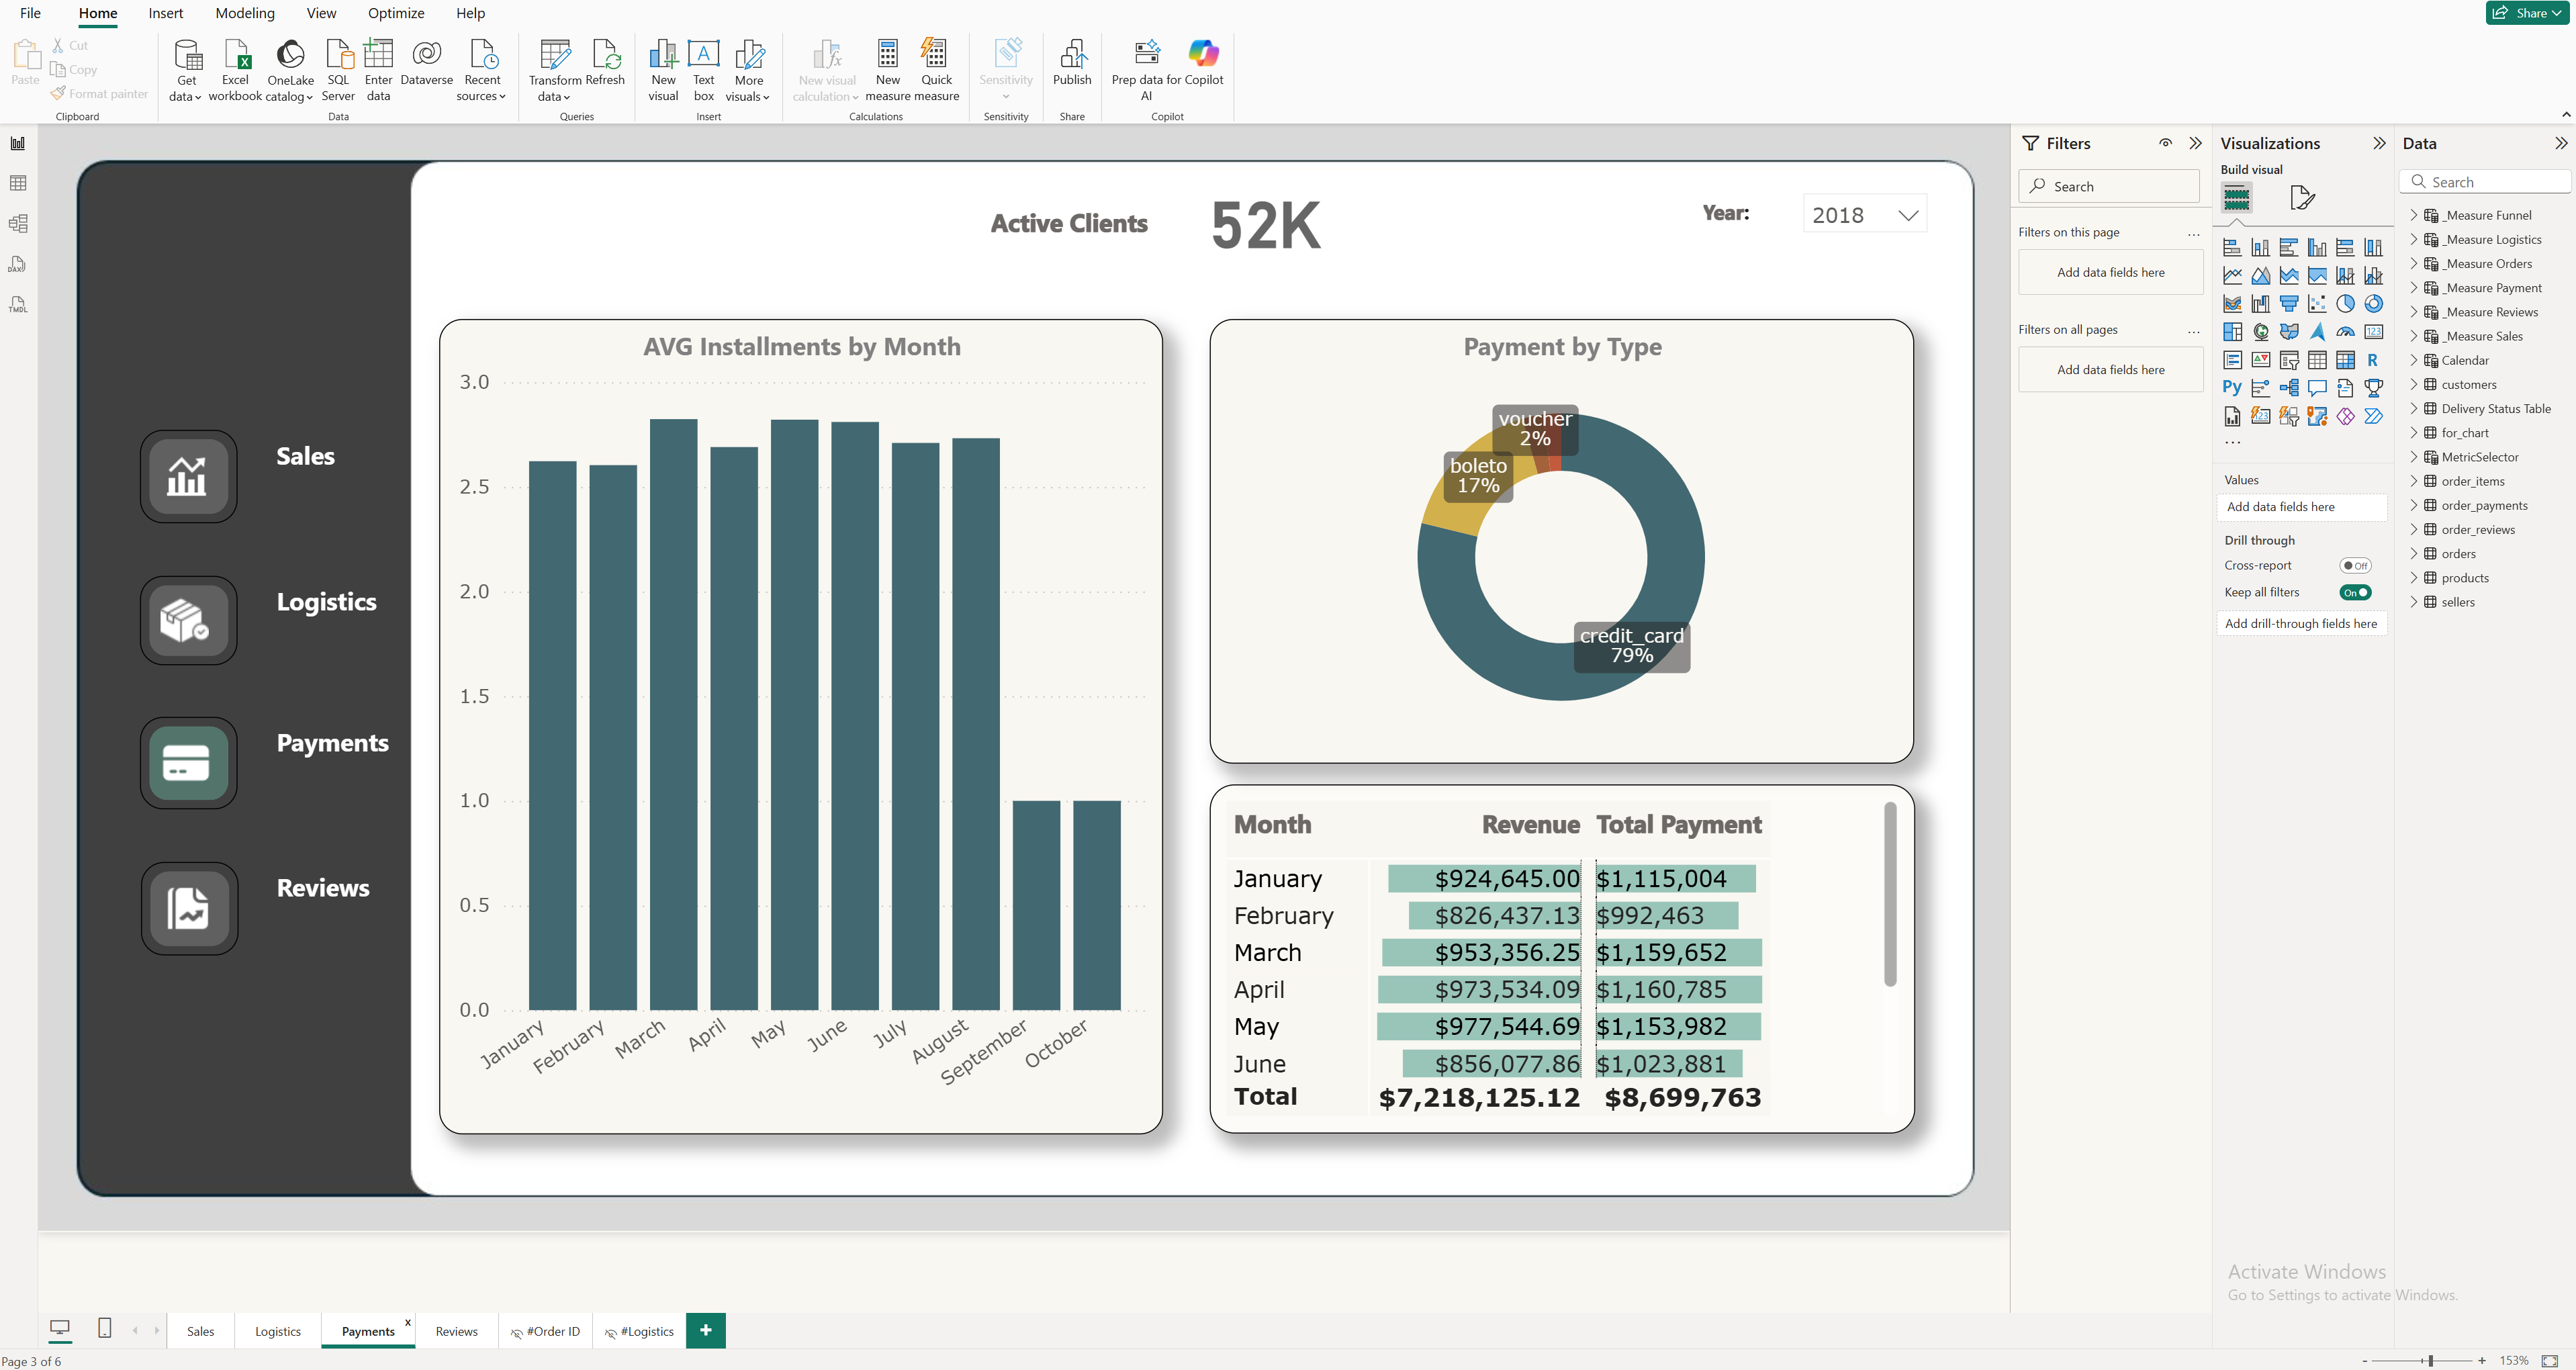 File Home Insert Modeling View Optimize Help
Share
Paste
Cut
Copy
Format painter
Clipboard
Get data
Excel workbook
OneLake catalog
SQL Server
Enter data
Dataverse
Recent sources
Data
Transform data
Refresh
Queries
New visual
Text box
More visuals
Insert
New visual calculation
New measure
Quick measure
Calculations
Sensitivity
Sensitivity
Publish
Share
Prep data for AI
Copilot
Copilot
DAX
TMDL
Sales
Logistics
Payments
Reviews
Active Clients 52K
Year: 2018
AVG Installments by Month
3.0
2.5
2.0
1.5
1.0
0.5
0.0
January February March April May June July August September October
Payment by Type
voucher
2%
boleto
17%
credit_card
79%
Month Revenue Total Payment
January $924,645.00 $1,115,004
February $826,437.13 $992,463
March $953,356.25 $1,159,652
April $973,534.09 $1,160,785
May $977,544.69 $1,153,982
June $856,077.86 $1,023,881
Total $7,218,125.12 $8,699,763
Filters
Search
Filters on this page ...
Add data fields here
Filters on all pages ...
Add data fields here
Visualizations
Build visual
123
R
Py
123
...
Values
Add data fields here
Drill through
Cross-report Off
Keep all filters On
Add drill-through fields here
Data
Search
_Measure Funnel
_Measure Logistics
_Measure Orders
_Measure Payment
_Measure Reviews
_Measure Sales
Calendar
customers
Delivery Status Table
for_chart
MetricSelector
order_items
order_payments
order_reviews
orders
products
sellers
Activate Windows
Go to Settings to activate Windows.
Sales Logistics Payments x Reviews #Order ID #Logistics +
Page 3 of 6
- + 153%